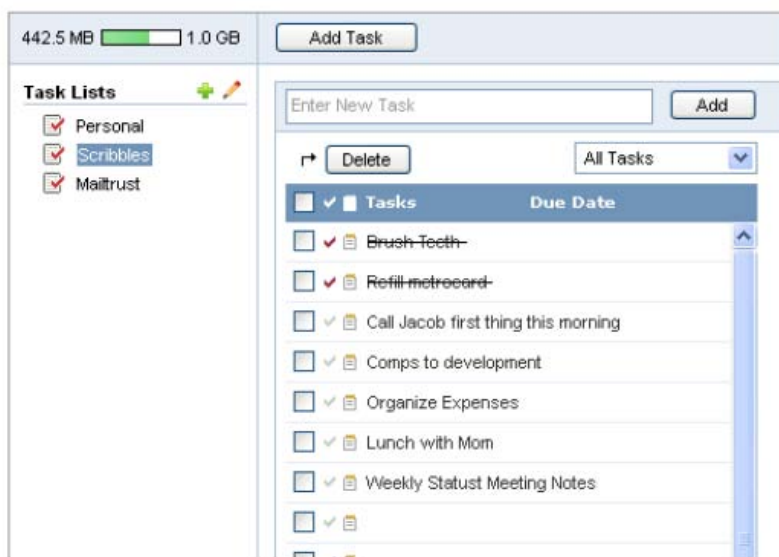 442.5 MB 1.0 GB
Add Task
Task Lists
Personal
Scribbles
Mailtrust
Enter New Task
Add
Delete
All Tasks
Tasks Due Date
Brush Teeth
Refill metrocard
Call Jacob first thing this morning
Comps to development
Organize Expenses
Lunch with Mom
Weekly Statust Meeting Notes